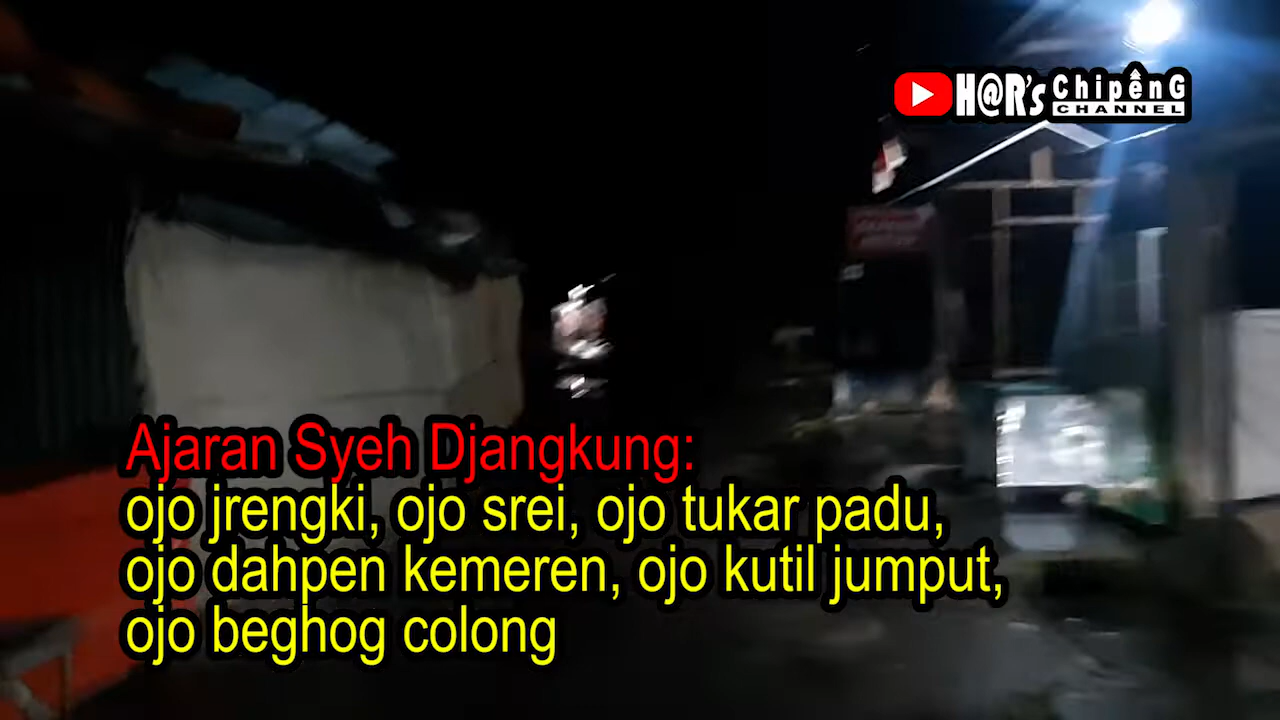 H@R's ChipênG
CHANNEL
Ajaran Syeh Djangkung:
ojo jrengki, ojo srei, ojo tukar padu,
ojo dahpen kemeren, ojo kutil jumput,
ojo beghog colong